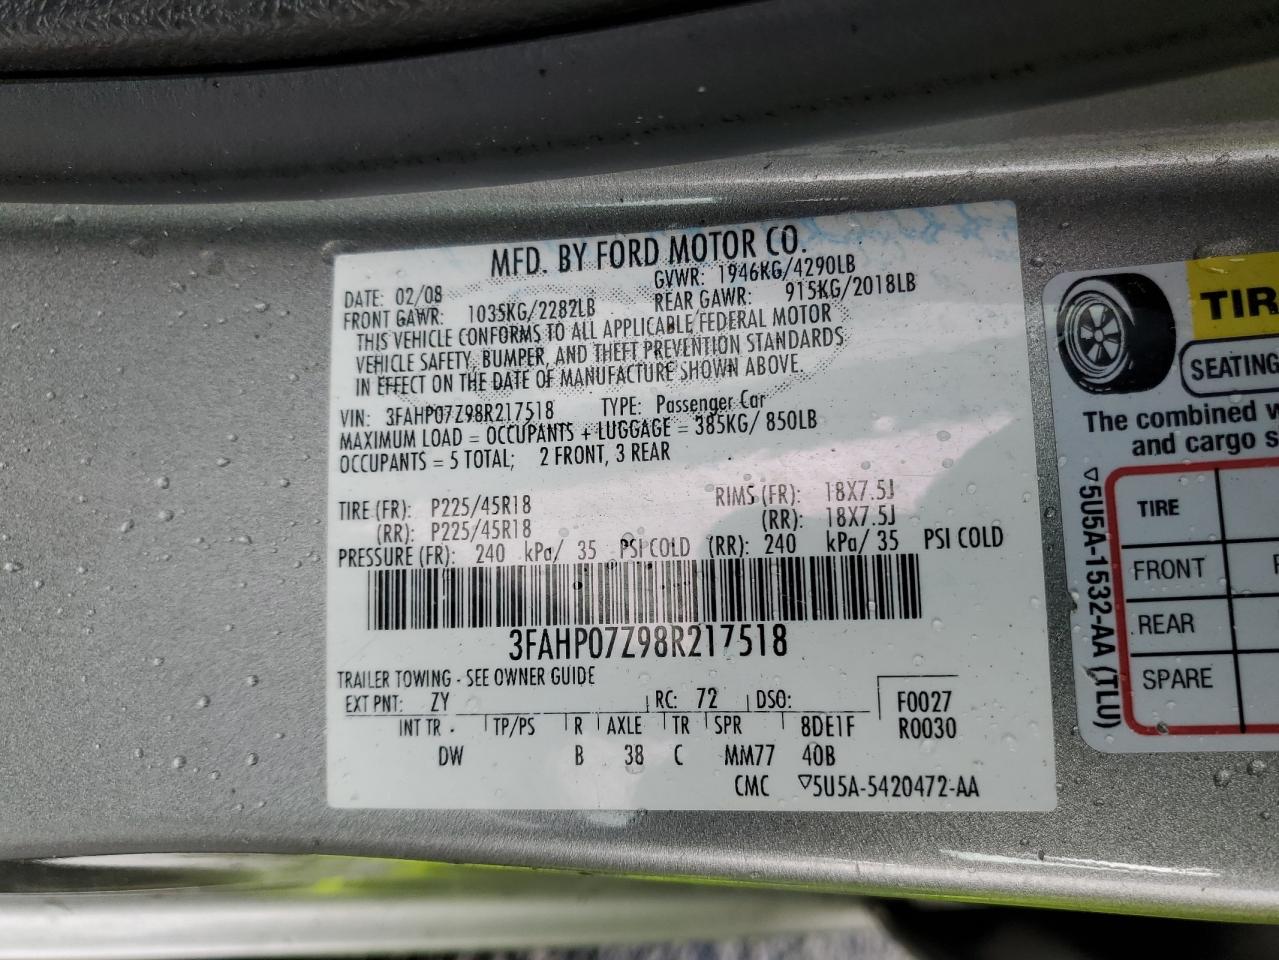 MFD. BY FORD MOTOR CO.
DATE: 02/08 GVWR: 1946KG/4290LB
FRONT GAWR: 1035KG/2282LB REAR GAWR: 915KG/2018LB
THIS VEHICLE CONFORMS TO ALL APPLICABLE FEDERAL MOTOR
VEHICLE SAFETY, BUMPER, AND THEFT PREVENTION STANDARDS
IN EFFECT ON THE DATE OF MANUFACTURE SHOWN ABOVE.
VIN: 3FAHP07Z98R217518 TYPE: Passenger Car
MAXIMUM LOAD = OCCUPANTS + LUGGAGE = 385KG/ 850LB
OCCUPANTS = 5 TOTAL; 2 FRONT, 3 REAR
TIRE (FR): P225/45R18 RIMS (FR): 18X7.5J
(RR): P225/45R18 (RR): 18X7.5J
PRESSURE (FR): 240 kPa/ 35 PSI COLD (RR): 240 kPa/ 35 PSI COLD
3FAHP07Z98R217518
TRAILER TOWING - SEE OWNER GUIDE
EXT PNT: ZY RC: 72 DSO: F0027
INT TR TP/PS R AXLE TR SPR 8DE1F R0030
DW B 38 C MM77 40B
CMC ▽5U5A-5420472-AA
TIR
SEATING
The combined w
and cargo s
TIRE
FRONT
REAR
SPARE
▽5U5A-1532-AA (TLU)